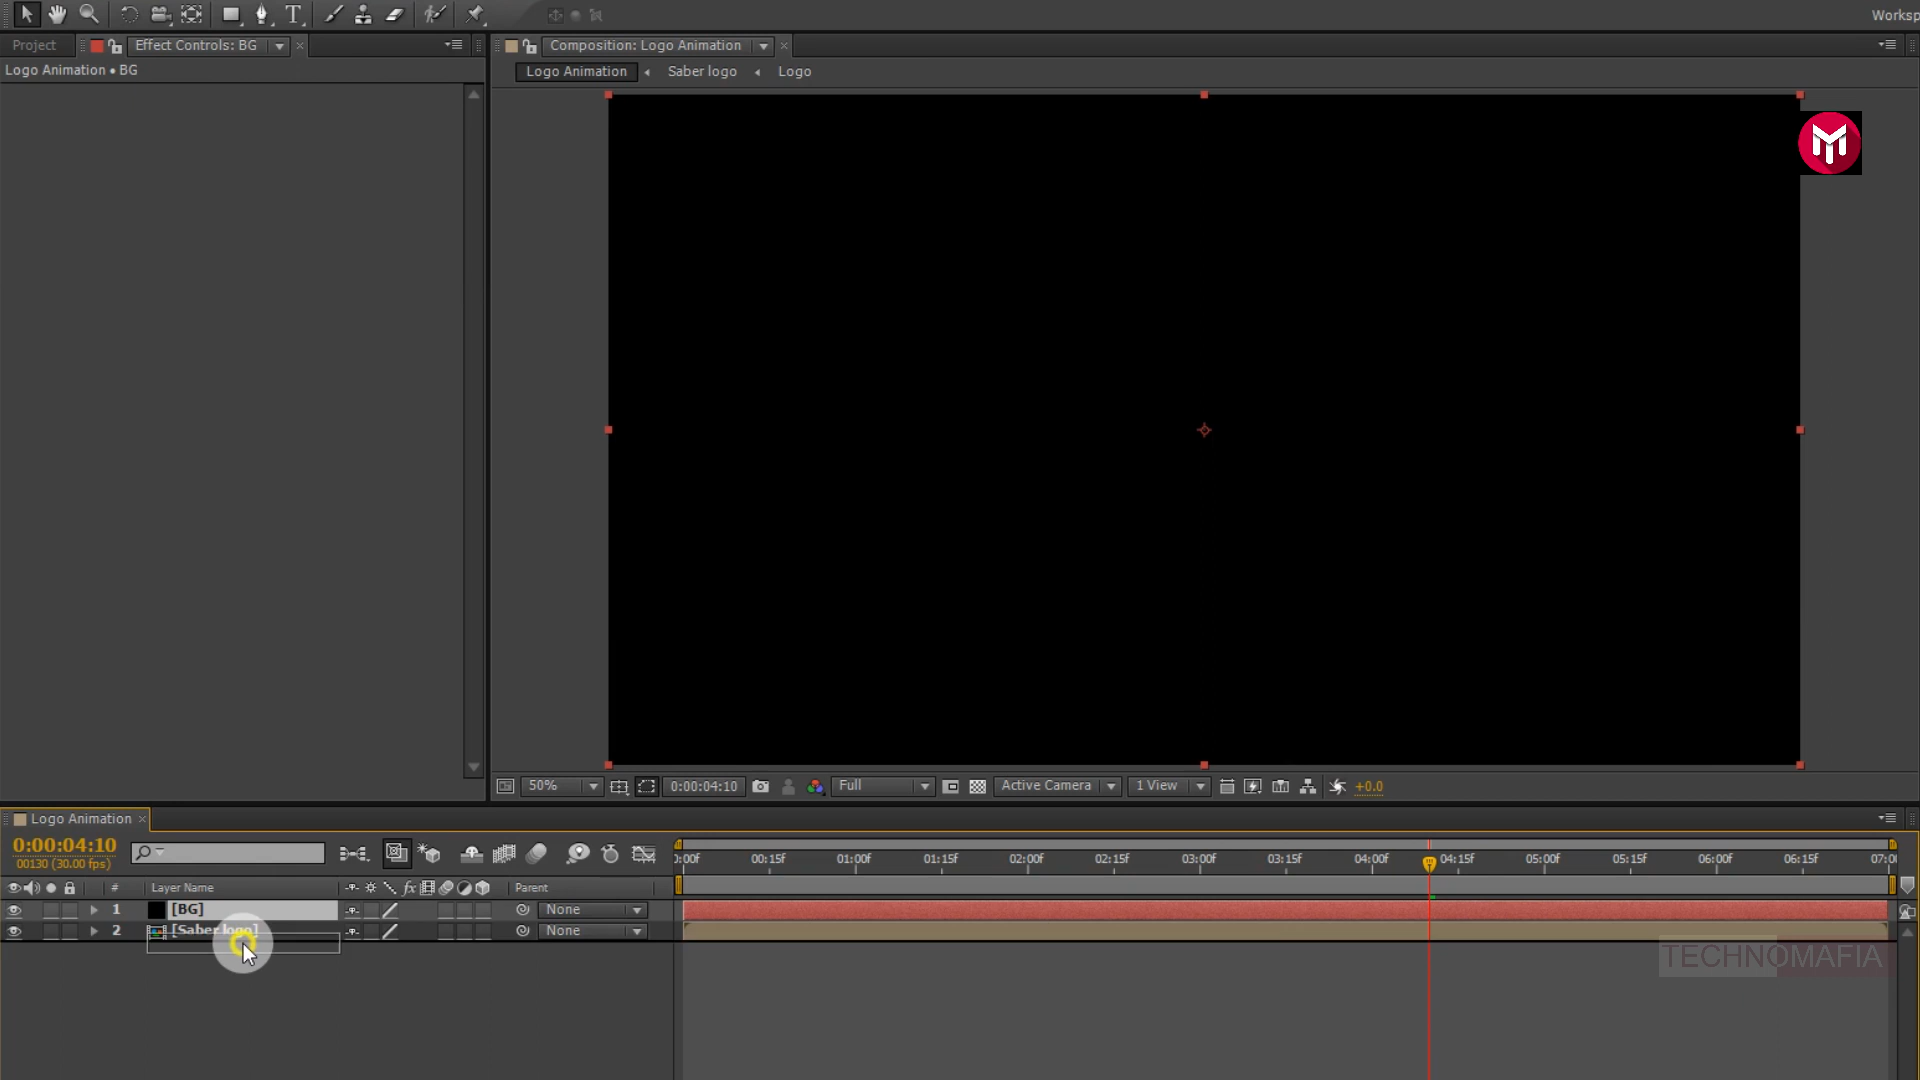 Worksp
Project
Effect Controls: BG
Composition: Logo Animation
Logo Animation • BG
Logo Animation
Saber logo
Logo
50%
0:00:04:10
Full
Active Camera
1 View
+0.0
Logo Animation
0:00:04:10
00130 (30.00 fps)
0:00f 00:15f 01:00f 01:15f 02:00f 02:15f 03:00f 03:15f 04:00f 04:15f 05:00f 05:15f 06:00f 06:15f 07:00
# Layer Name fx Parent
1 [BG] None
2 [Saber logo] None
TECHNOMAFIA